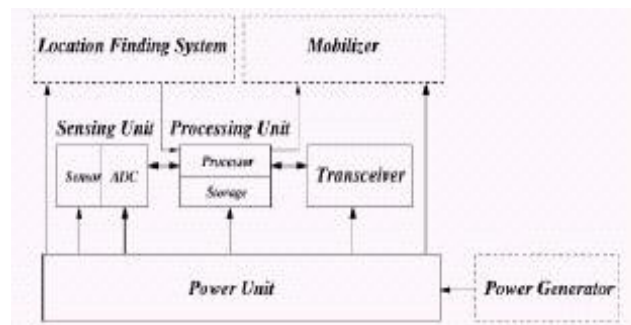 Location Finding System
Mobilizer
Sensing Unit
Processing Unit
Sensor
ADC
Processor
Storage
Transceiver
Power Unit
Power Generator